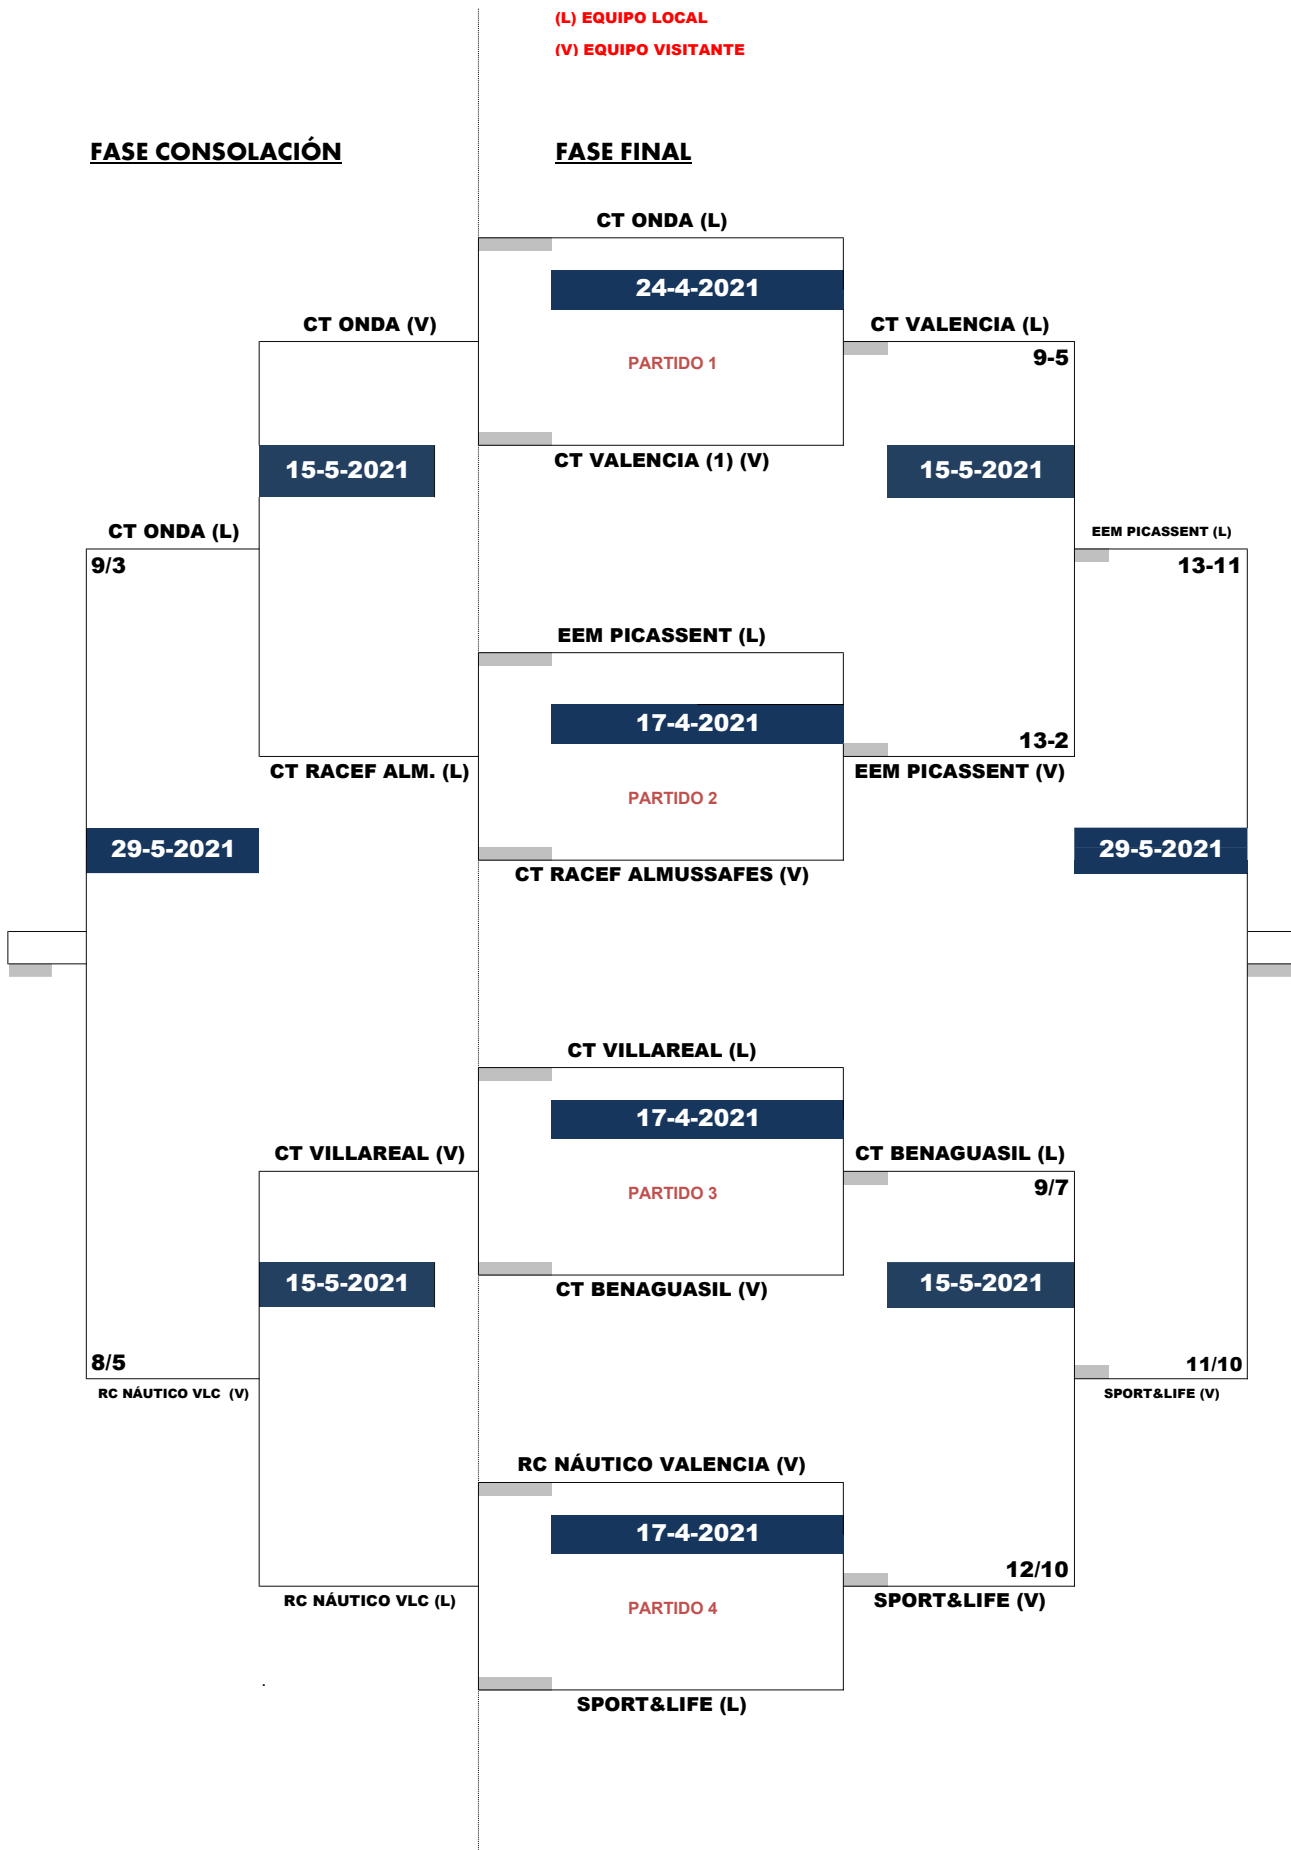 (L) EQUIPO LOCAL
(V) EQUIPO VISITANTE
FASE CONSOLACIÓN
FASE FINAL
CT ONDA (L)
24-4-2021
CT ONDA (V)
CT VALENCIA (L)
PARTIDO 1
9-5
CT VALENCIA (1) (V)
15-5-2021
15-5-2021
CT ONDA (L)
EEM PICASSENT (L)
9/3
13-11
EEM PICASSENT (L)
17-4-2021
13-2
CT RACEF ALM. (L)
EEM PICASSENT (V)
PARTIDO 2
29-5-2021
29-5-2021
CT RACEF ALMUSSAFES (V)
CT VILLAREAL (L)
17-4-2021
CT VILLAREAL (V)
CT BENAGUASIL (L)
PARTIDO 3
9/7
15-5-2021
15-5-2021
CT BENAGUASIL (V)
8/5
11/10
RC NÁUTICO VLC (V)
SPORT&LIFE (V)
RC NÁUTICO VALENCIA (V)
17-4-2021
12/10
RC NÁUTICO VLC (L)
SPORT&LIFE (V)
PARTIDO 4
.
SPORT&LIFE (L)